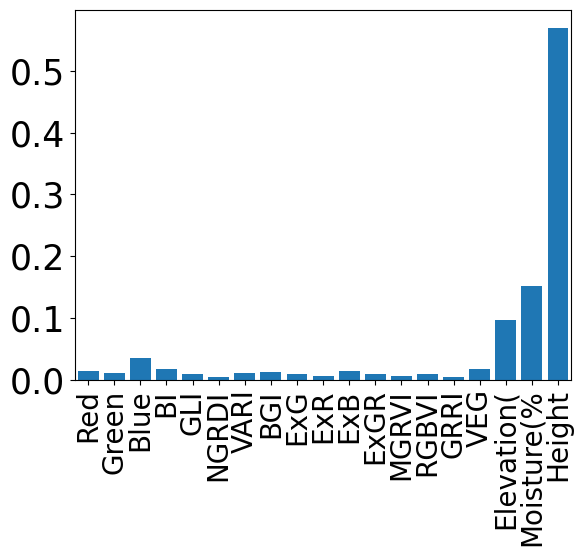 0.5
0.4
0.3
0.2
0.1
0.0
Red
Green
Blue
BI
GLI
NGRDI
VARI
BGI
ExG
ExR
ExB
ExGR
MGRVI
RGBVI
GRRI
VEG
Elevation(
Moisture(%
Height